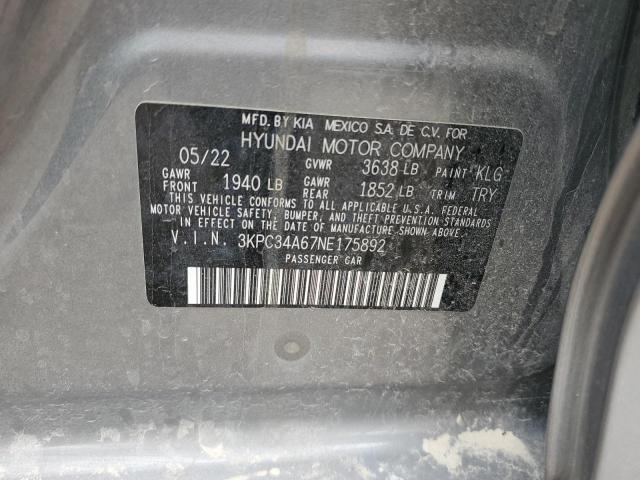 MFD. BY KIA MEXICO S.A. DE C.V. FOR
HYUNDAI MOTOR COMPANY
05/22 GVWR 3638 LB PAINT KLG
GAWR FRONT 1940 LB GAWR REAR 1852 LB TRIM TRY
THIS VEHICLE CONFORMS TO ALL APPLICABLE U.S.A. FEDERAL
MOTOR VEHICLE SAFETY, BUMPER, AND THEFT PREVENTION STANDARDS
IN EFFECT ON THE DATE OF MANUFACTURE SHOWN ABOVE.
V.I.N. 3KPC34A67NE175892
PASSENGER CAR